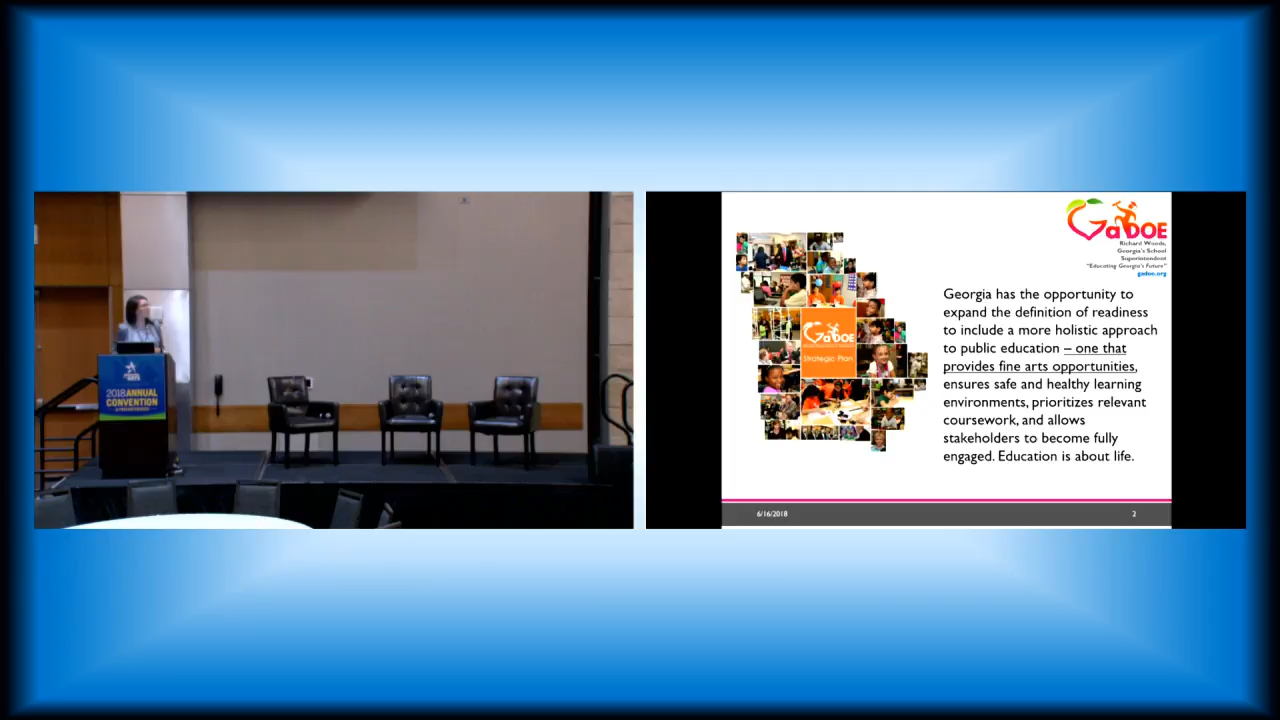 2018 ANNUAL
CONVENTION
GaDOE
Richard Woods,
Georgia's School
Superintendent
"Educating Georgia's Future"
gadoe.org
GaDOE
Strategic Plan
Georgia has the opportunity to
expand the definition of readiness
to include a more holistic approach
to public education – one that
provides fine arts opportunities,
ensures safe and healthy learning
environments, prioritizes relevant
coursework, and allows
stakeholders to become fully
engaged. Education is about life.
6/16/2018
2